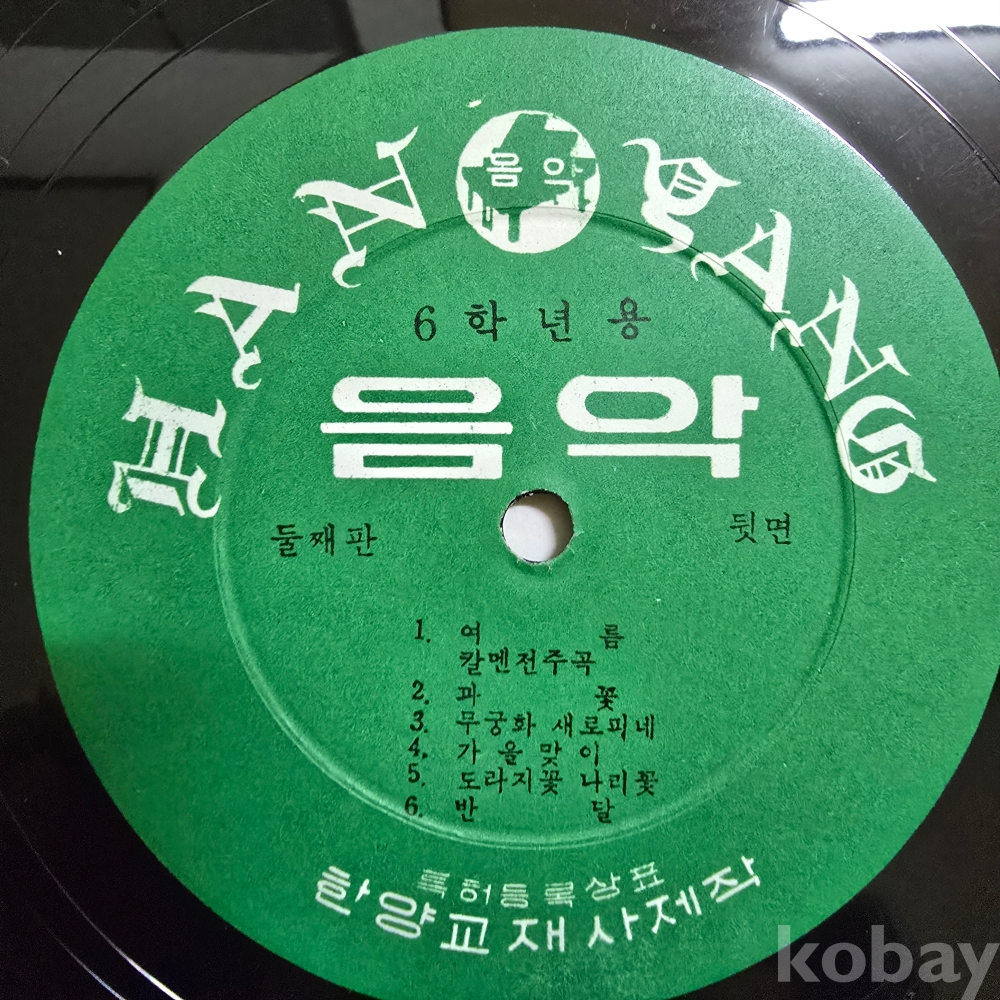 HAN YANG
음악
6학년용
음악
둘째판 뒷면
1. 여 름
칼멘전주곡
2. 파 꽃
3. 무궁화 새로피네
4. 가을맞이
5. 도라지꽃 나리꽃
6. 반 달
특허등록상표
한양교재사제작
kobay